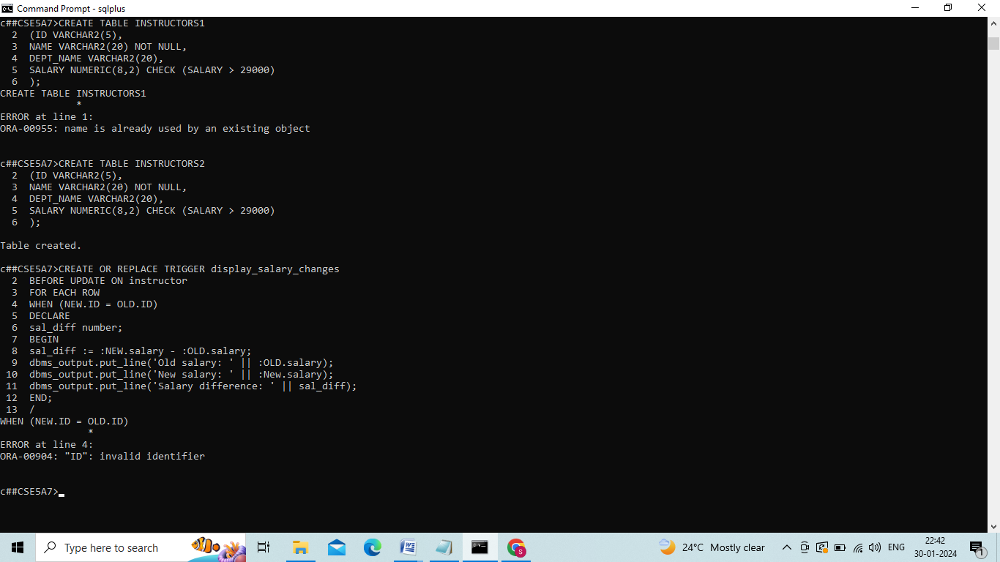 Command Prompt - sqlplus
c##CSE5A7>CREATE TABLE INSTRUCTORS1
  2  (ID VARCHAR2(5),
  3  NAME VARCHAR2(20) NOT NULL,
  4  DEPT_NAME VARCHAR2(20),
  5  SALARY NUMERIC(8,2) CHECK (SALARY > 29000)
  6  );
CREATE TABLE INSTRUCTORS1
             *
ERROR at line 1:
ORA-00955: name is already used by an existing object
c##CSE5A7>CREATE TABLE INSTRUCTORS2
  2  (ID VARCHAR2(5),
  3  NAME VARCHAR2(20) NOT NULL,
  4  DEPT_NAME VARCHAR2(20),
  5  SALARY NUMERIC(8,2) CHECK (SALARY > 29000)
  6  );
Table created.
c##CSE5A7>CREATE OR REPLACE TRIGGER display_salary_changes
  2  BEFORE UPDATE ON instructor
  3  FOR EACH ROW
  4  WHEN (NEW.ID = OLD.ID)
  5  DECLARE
  6  sal_diff number;
  7  BEGIN
  8  sal_diff := :NEW.salary - :OLD.salary;
  9  dbms_output.put_line('Old salary: ' || :OLD.salary);
 10  dbms_output.put_line('New salary: ' || :New.salary);
 11  dbms_output.put_line('Salary difference: ' || sal_diff);
 12  END;
 13  /
WHEN (NEW.ID = OLD.ID)
               *
ERROR at line 4:
ORA-00904: "ID": invalid identifier
c##CSE5A7>
Type here to search
24°C Mostly clear
ENG
22:42
30-01-2024
1